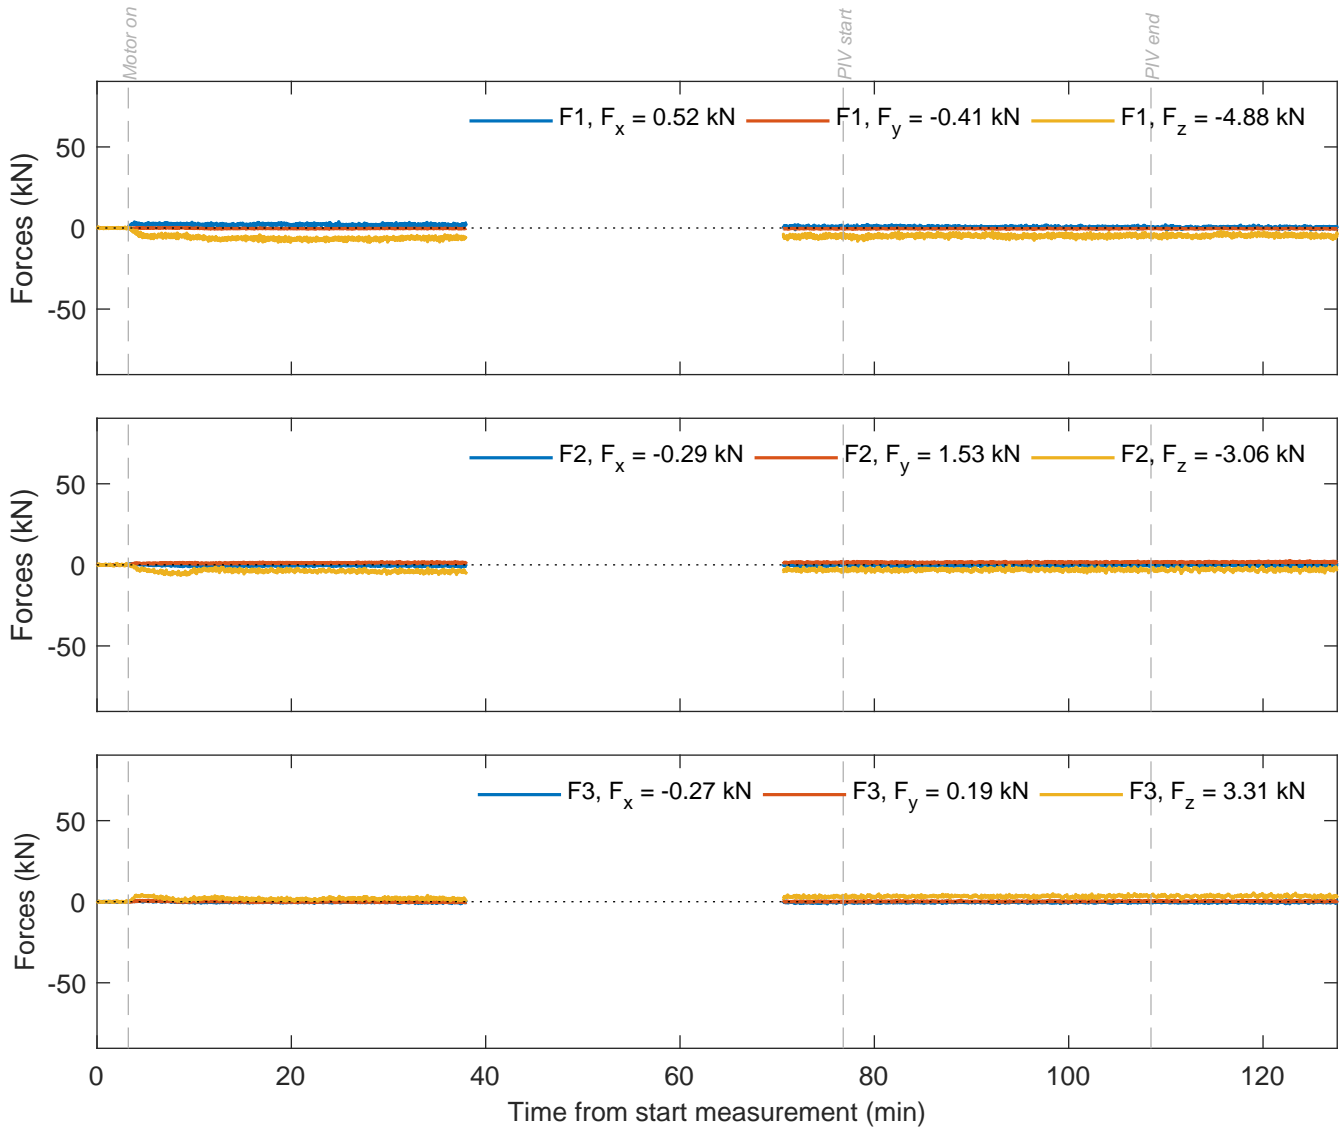 Motor on
PIV start
PIV end
F1, F_x = 0.52 kN F1, F_y = -0.41 kN F1, F_z = -4.88 kN
50
0
-50
Forces (kN)
F2, F_x = -0.29 kN F2, F_y = 1.53 kN F2, F_z = -3.06 kN
50
0
-50
Forces (kN)
F3, F_x = -0.27 kN F3, F_y = 0.19 kN F3, F_z = 3.31 kN
50
0
-50
Forces (kN)
0 20 40 60 80 100 120
Time from start measurement (min)